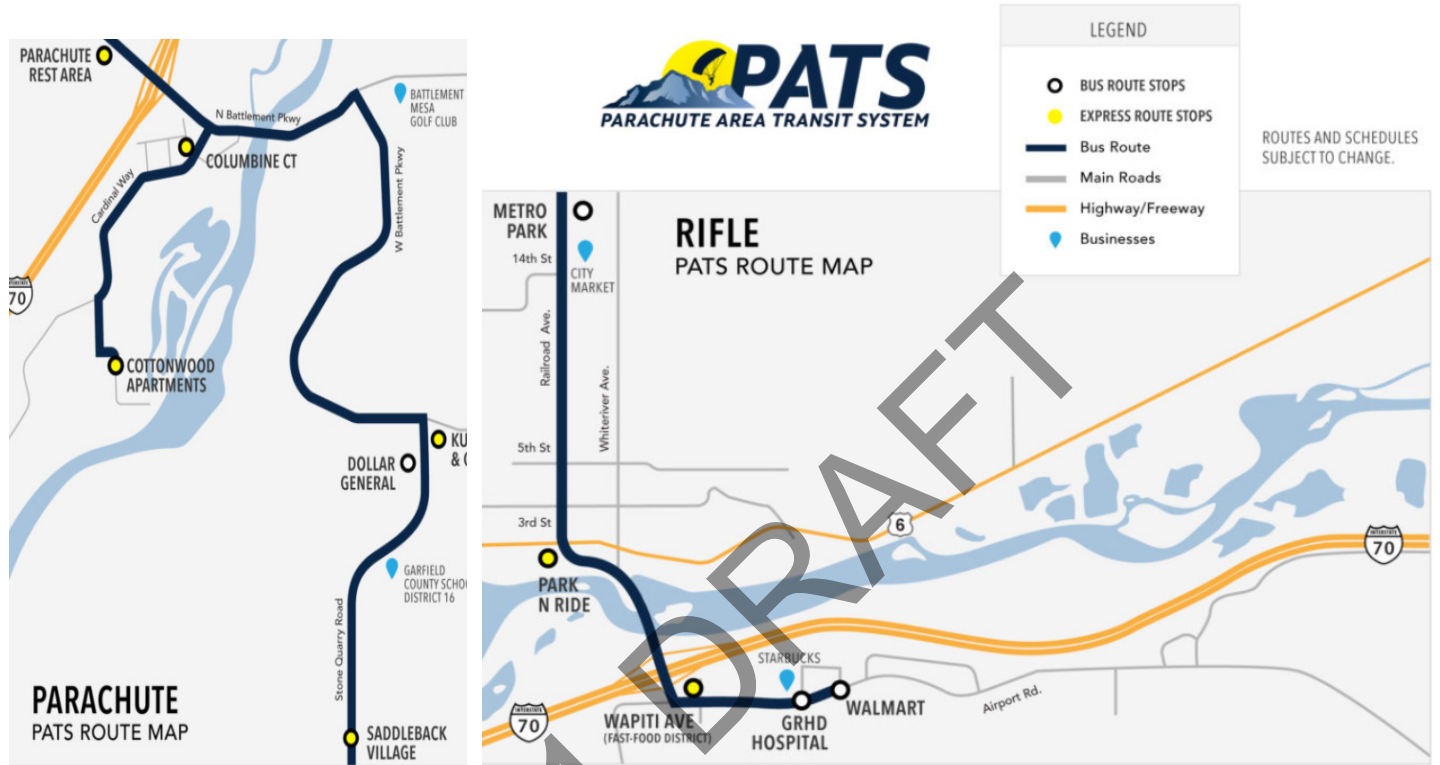 PARACHUTE
REST AREA
N Battlement Pkwy
BATTLEMENT
MESA
GOLF CLUB
COLUMBINE CT
Cardinal Way
W Battlement Pkwy
70
COTTONWOOD
APARTMENTS
KU
& 
DOLLAR
GENERAL
GARFIELD
COUNTY SCHOO
DISTRICT 16
Stone Quarry Road
PARACHUTE
PATS ROUTE MAP
SADDLEBACK
VILLAGE
PATS
PARACHUTE AREA TRANSIT SYSTEM
LEGEND
BUS ROUTE STOPS
EXPRESS ROUTE STOPS
Bus Route
Main Roads
Highway/Freeway
Businesses
ROUTES AND SCHEDULES
SUBJECT TO CHANGE.
METRO
PARK
RIFLE
PATS ROUTE MAP
14th St
CITY
MARKET
Railroad Ave.
Whiteriver Ave.
5th St
3rd St
6
INTERSTATE
70
PARK
N RIDE
STARBUCKS
WALMART
Airport Rd.
INTERSTATE
70
WAPITI AVE
(FAST-FOOD DISTRICT)
GRHD
HOSPITAL
DRAFT